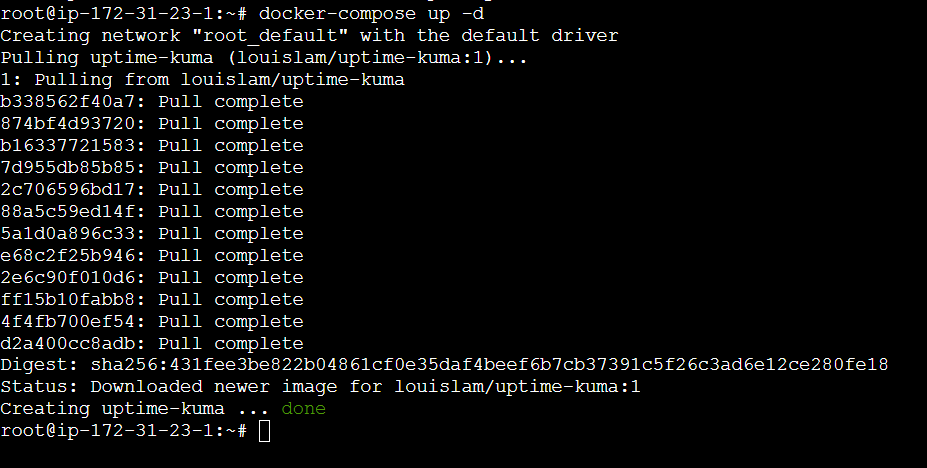 root@ip-172-31-23-1:~# docker-compose up -d
Creating network "root_default" with the default driver
Pulling uptime-kuma (louislam/uptime-kuma:1)...
1: Pulling from louislam/uptime-kuma
b338562f40a7: Pull complete
874bf4d93720: Pull complete
b16337721583: Pull complete
7d955db85b85: Pull complete
2c706596bd17: Pull complete
88a5c59ed14f: Pull complete
5a1d0a896c33: Pull complete
e68c2f25b946: Pull complete
2e6c90f010d6: Pull complete
ff15b10fabb8: Pull complete
4f4fb700ef54: Pull complete
d2a400cc8adb: Pull complete
Digest: sha256:431fee3be822b04861cf0e35daf4beef6b7cb37391c5f26c3ad6e12ce280fe18
Status: Downloaded newer image for louislam/uptime-kuma:1
Creating uptime-kuma ... done
root@ip-172-31-23-1:~#